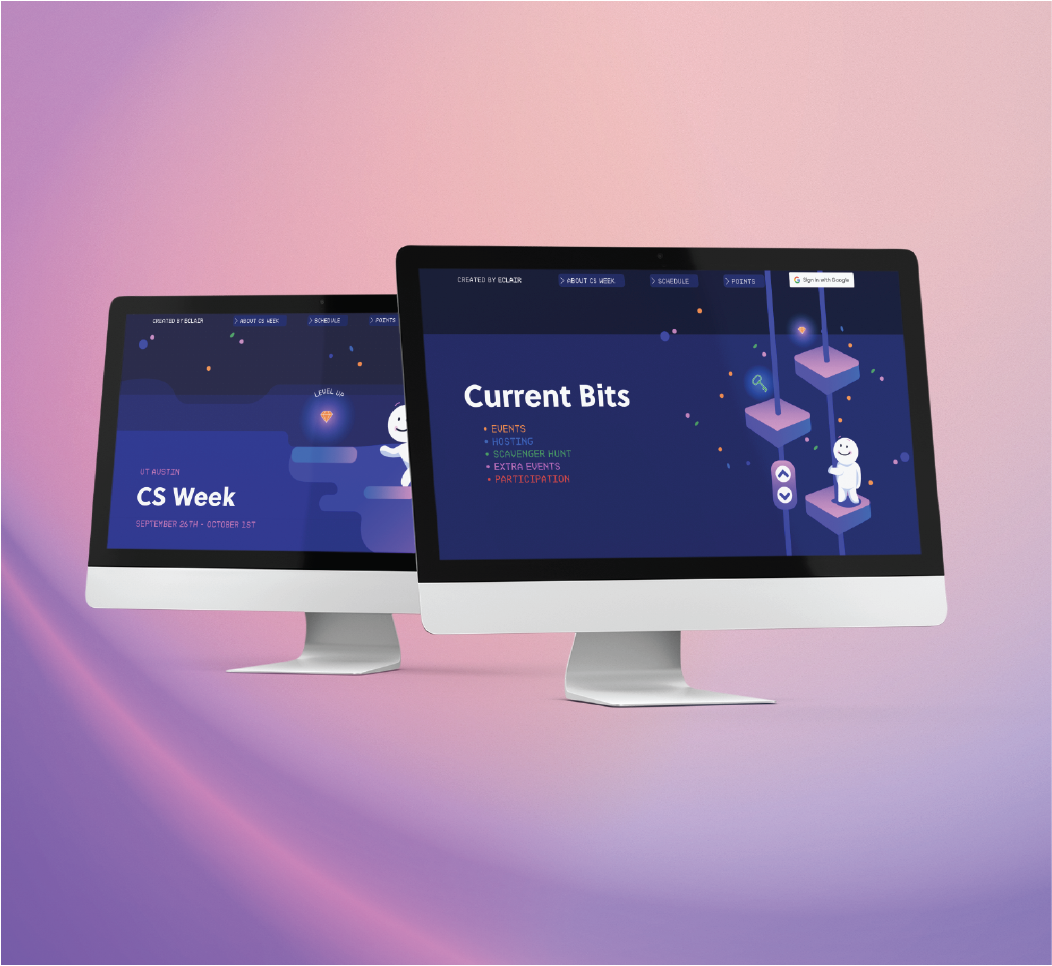 CREATED BY ECLAIR
> ABOUT CS WEEK
> SCHEDULE
> POINTS
LEVEL UP
UT AUSTIN
CS Week
SEPTEMBER 26TH - OCTOBER 1ST
CREATED BY ECLAIR
> ABOUT CS WEEK
> SCHEDULE
> POINTS
G Sign in with Google
Current Bits
• EVENTS
• HOSTING
• SCAVENGER HUNT
• EXTRA EVENTS
• PARTICIPATION